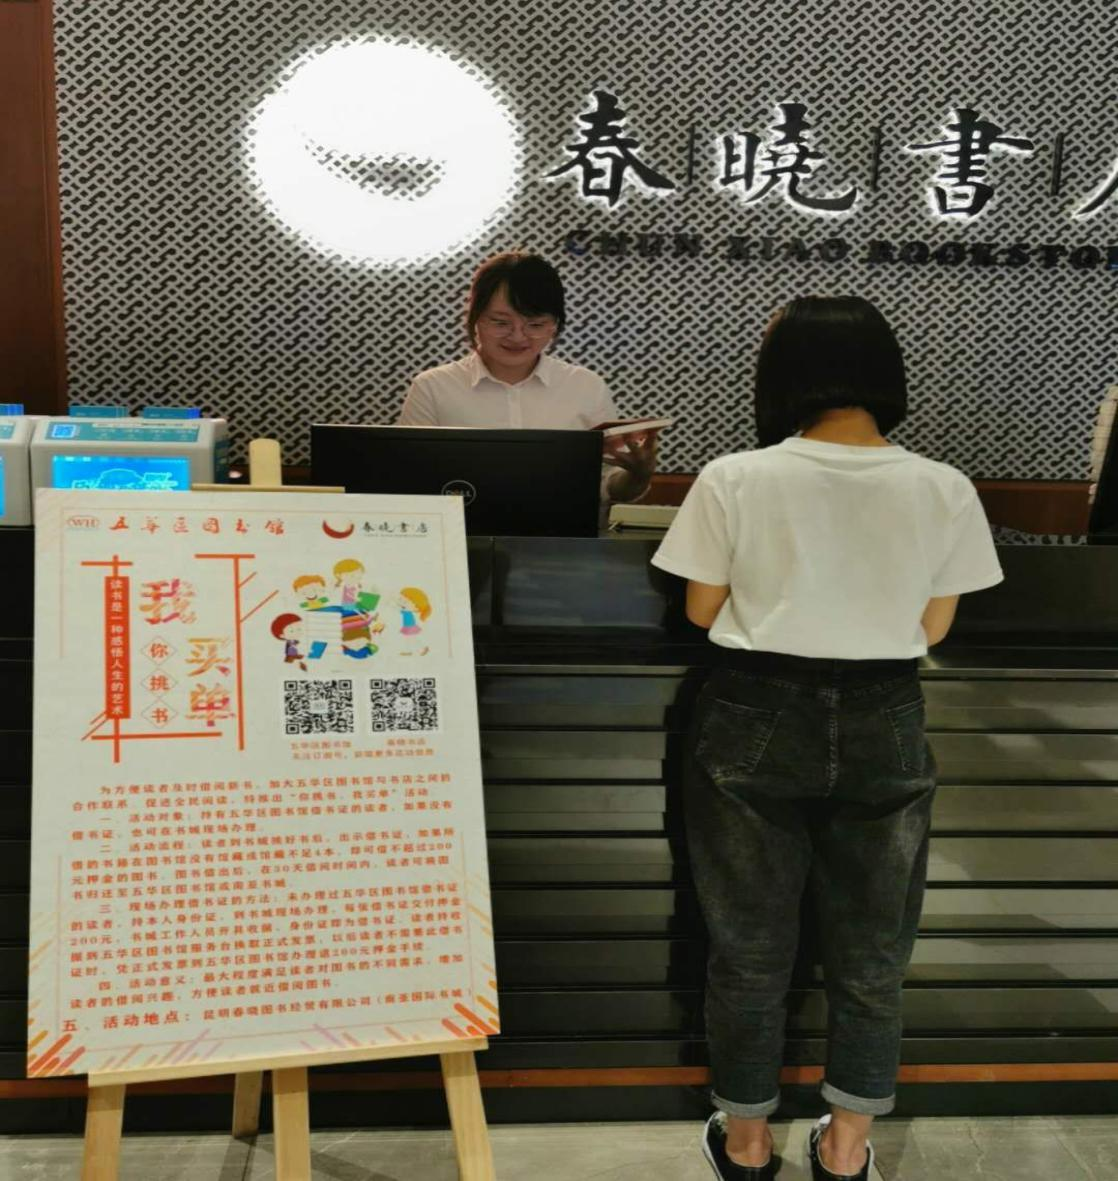 春 曉 書
CHUN XIAO BOOKSTO
DELL
WH 五华区图书馆
春晓书店
读书是一种感悟人生的艺术
我
买
单
你
挑
书
五华区图书馆
春晓书店
为方便读者及时借阅新书，加大五华区图书馆与书店之间的
合作联系，促进全民阅读，特推出“你挑书，我买单”活动。
一、活动对象：持有五华区图书馆借书证的读者，如果没有
借书证，也可在书城现场办理。
二、活动流程：读者到书城挑好书后，出示借书证，如果所
借的书籍在图书馆没有馆藏或馆藏不足4本，即可借不超过200
元押金的图书。图书借出后，在30天借阅时间内，读者可将图
书归还至五华区图书馆或南亚书城。
三、现场办理借书证的方法：未办理过五华区图书馆借书证
的读者，持本人身份证，到书城现场办理，每张借书证交付押金
200元，书城工作人员开具收据，身份证即为借书证。读者持收
据到五华区图书馆服务台换取正式发票，以后读者不需要此借书
证时，凭正式发票到五华区图书馆办理退200元押金手续。
四、活动意义：最大程度满足读者对图书的不同需求，增加
读者的借阅兴趣，方便读者就近借阅图书。
五、活动地点：昆明春晓图书经贸有限公司（南亚国际书城）